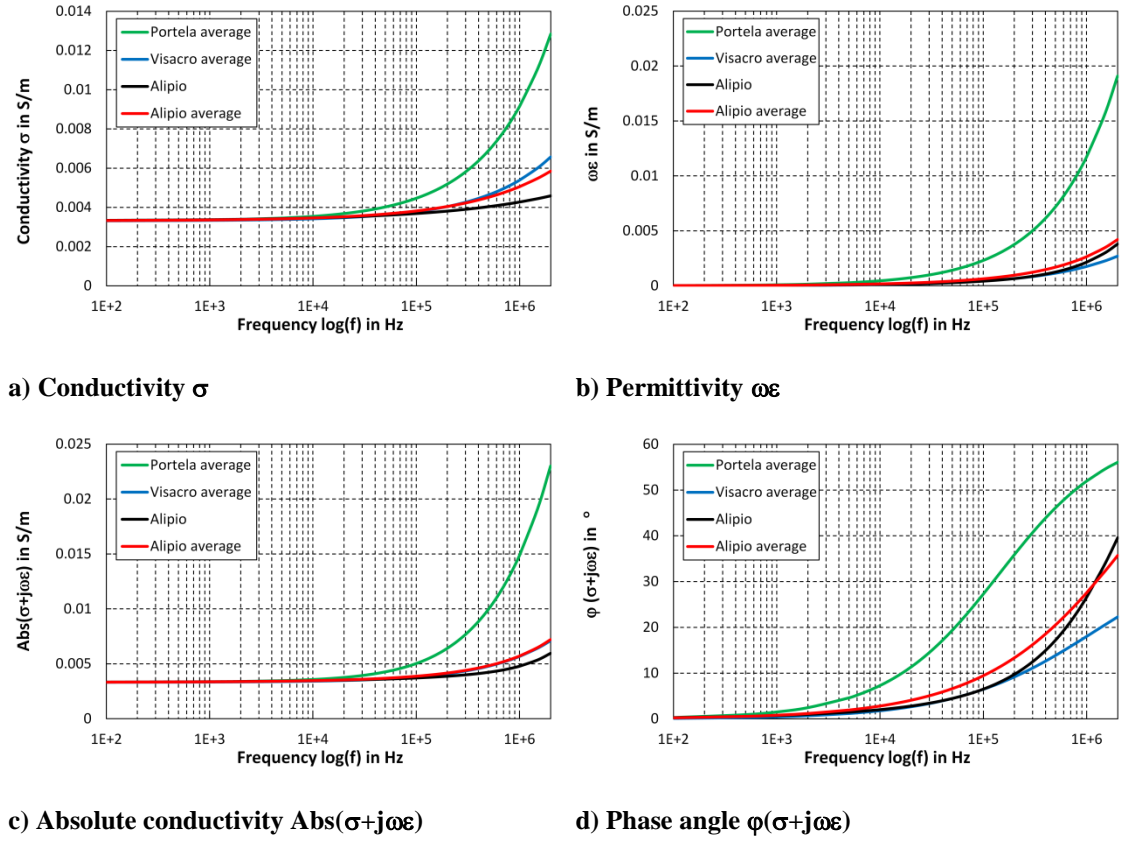 0.014
0.012
0.01
0.008
0.006
0.004
0.002
0
Conductivity σ in S/m
Portela average
Visacro average
Alipio
Alipio average
1E+2 1E+3 1E+4 1E+5 1E+6
Frequency log(f) in Hz
a) Conductivity σ
0.025
0.02
0.015
0.01
0.005
0
ωε in S/m
Portela average
Visacro average
Alipio
Alipio average
1E+2 1E+3 1E+4 1E+5 1E+6
Frequency log(f) in Hz
b) Permittivity ωε
0.025
0.02
0.015
0.01
0.005
0
Abs(σ+jωε) in S/m
Portela average
Visacro average
Alipio
Alipio average
1E+2 1E+3 1E+4 1E+5 1E+6
Frequency log(f) in Hz
c) Absolute conductivity Abs(σ+jωε)
60
50
40
30
20
10
0
φ (σ+jωε) in °
Portela average
Visacro average
Alipio
Alipio average
1E+2 1E+3 1E+4 1E+5 1E+6
Frequency log(f) in Hz
d) Phase angle φ(σ+jωε)